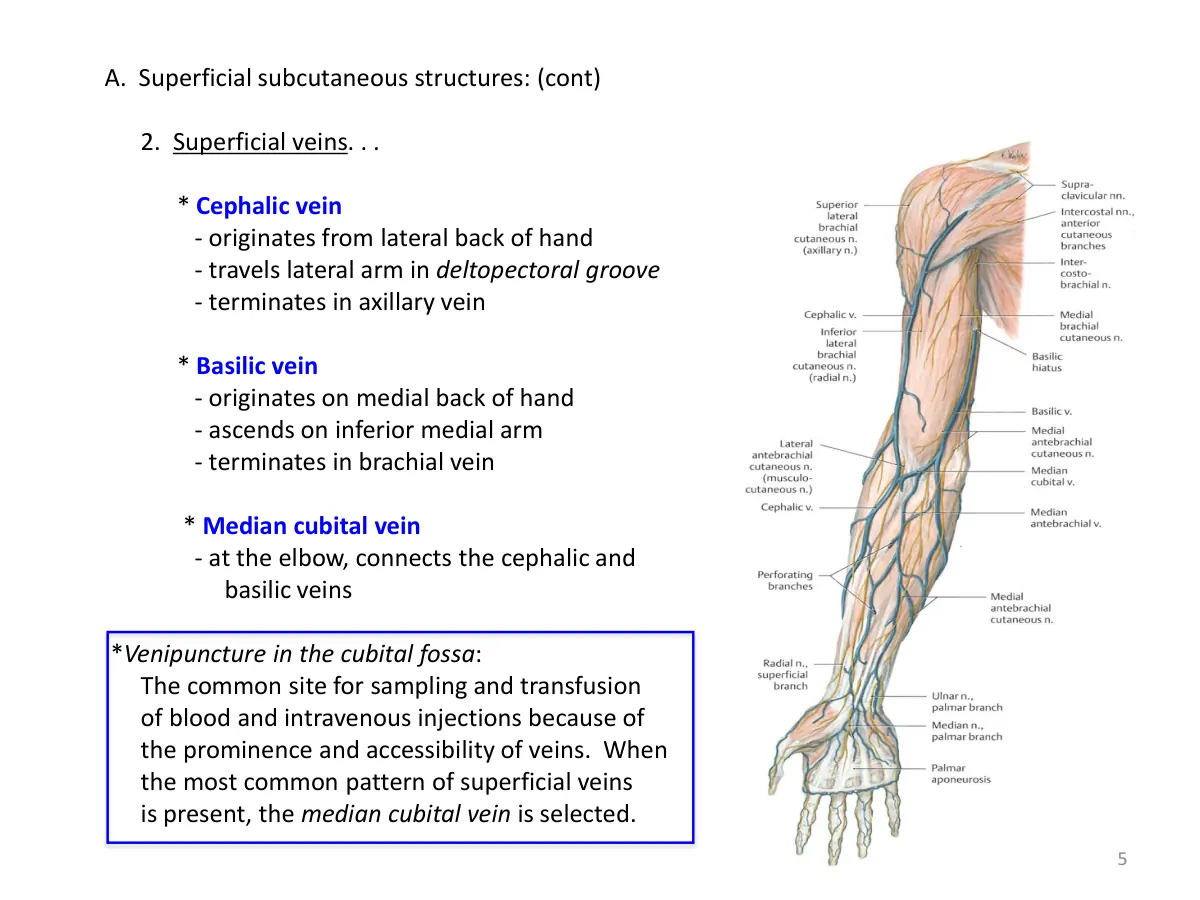 A.  Superficial subcutaneous structures: (cont)
2.  Superficial veins. . .
* Cephalic vein
- originates from lateral back of hand
- travels lateral arm in deltopectoral groove
- terminates in axillary vein
* Basilic vein
- originates on medial back of hand
- ascends on inferior medial arm
- terminates in brachial vein
* Median cubital vein
- at the elbow, connects the cephalic and
basilic veins
*Venipuncture in the cubital fossa:
The common site for sampling and transfusion
of blood and intravenous injections because of
the prominence and accessibility of veins.  When
the most common pattern of superficial veins
is present, the median cubital vein is selected.
Superior
lateral
brachial
cutaneous n.
(axillary n.)
Cephalic v.
Inferior
lateral
brachial
cutaneous n.
(radial n.)
Lateral
antebrachial
cutaneous n.
(musculo-
cutaneous n.)
Cephalic v.
Perforating
branches
Radial n.,
superficial
branch
Supra-
clavicular nn.
Intercostal nn.,
anterior
cutaneous
branches
Inter-
costo-
brachial n.
Medial
brachial
cutaneous n.
Basilic
hiatus
Basilic v.
Medial
antebrachial
cutaneous n.
Median
cubital v.
Median
antebrachial v.
Medial
antebrachial
cutaneous n.
Ulnar n.,
palmar branch
Median n.,
palmar branch
Palmar
aponeurosis
5